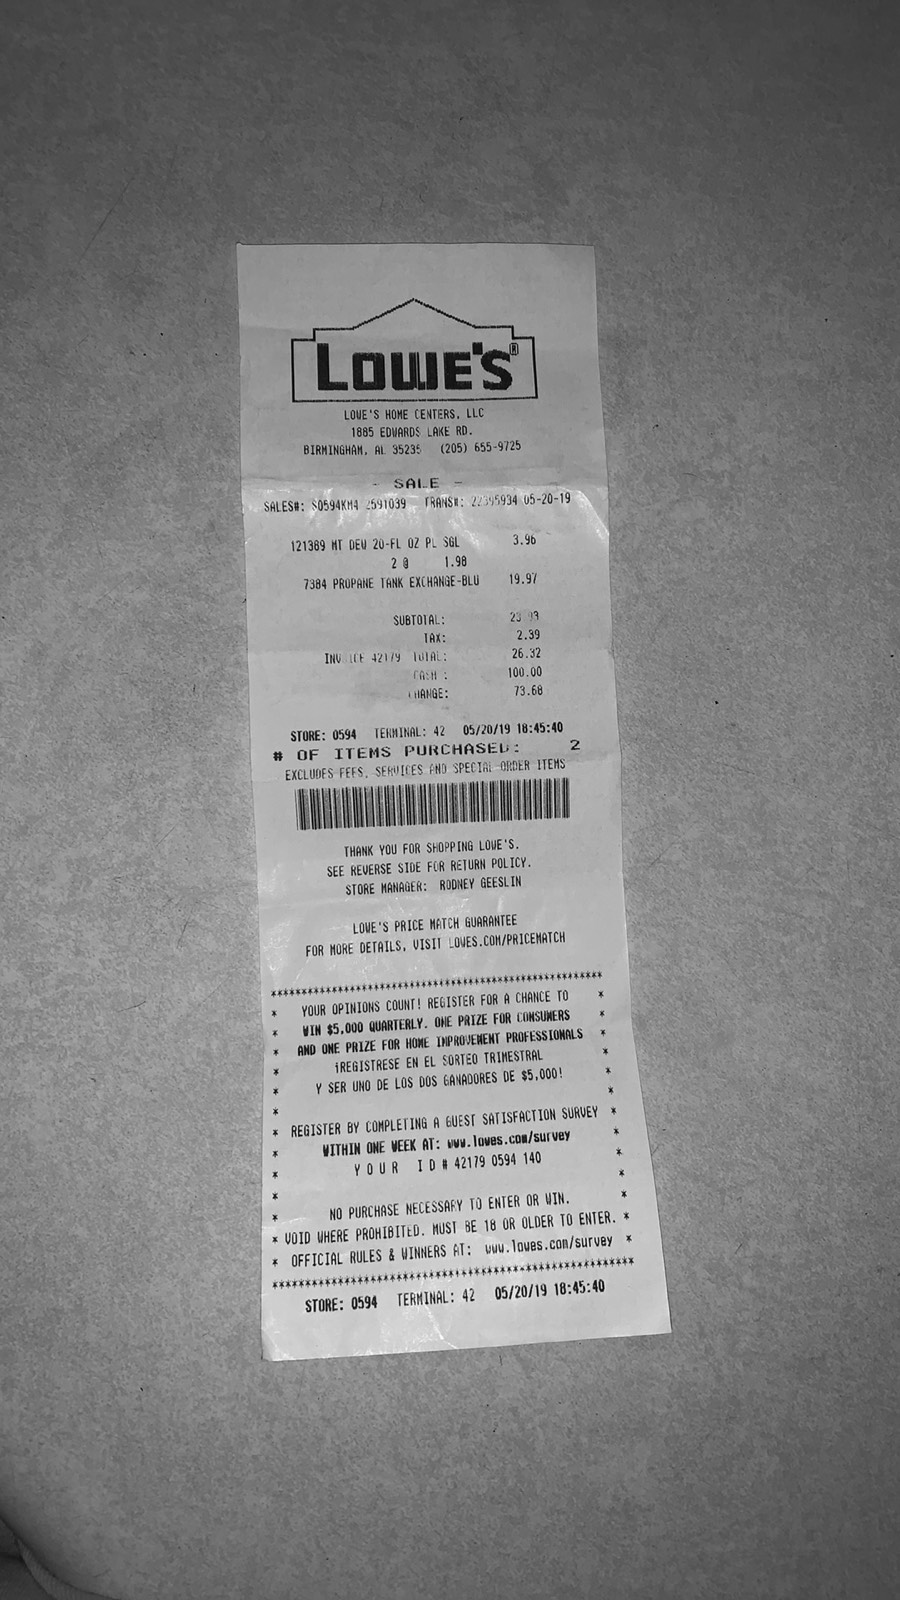 LOWE'S®
LOWE'S HOME CENTERS, LLC
1885 EDWARDS LAKE RD.
BIRMINGHAM, AL 35235 (205) 655-9725
- SALE -
SALES#: S0594KM4 2591039 TRANS#: 05-20-19
121389 MT DEW 20-FL OZ PL SGL 3.96
2 @ 1.98
7384 PROPANE TANK EXCHANGE-BLU 19.97
SUBTOTAL: 23.93
TAX: 2.39
INVOICE 42179 TOTAL: 26.32
CASH : 100.00
CHANGE: 73.68
STORE: 0594 TERMINAL: 42 05/20/19 18:45:40
# OF ITEMS PURCHASED: 2
EXCLUDES FEES, SERVICES AND SPECIAL ORDER ITEMS
THANK YOU FOR SHOPPING LOWE'S.
SEE REVERSE SIDE FOR RETURN POLICY.
STORE MANAGER: RODNEY GEESLIN
LOWE'S PRICE MATCH GUARANTEE
FOR MORE DETAILS, VISIT LOWES.COM/PRICEMATCH
************************************************************
* YOUR OPINIONS COUNT! REGISTER FOR A CHANCE TO *
* WIN $5,000 QUARTERLY. ONE PRIZE FOR CONSUMERS *
* AND ONE PRIZE FOR HOME IMPROVEMENT PROFESSIONALS *
* ¡REGISTRESE EN EL SORTEO TRIMESTRAL *
* Y SER UNO DE LOS DOS GANADORES DE $5,000! *
* *
* REGISTER BY COMPLETING A GUEST SATISFACTION SURVEY *
* WITHIN ONE WEEK AT: www.lowes.com/survey *
* Y O U R I D # 42179 0594 140 *
* *
* NO PURCHASE NECESSARY TO ENTER OR WIN. *
* VOID WHERE PROHIBITED. MUST BE 18 OR OLDER TO ENTER. *
* OFFICIAL RULES & WINNERS AT: www.lowes.com/survey *
************************************************************
STORE: 0594 TERMINAL: 42 05/20/19 18:45:40